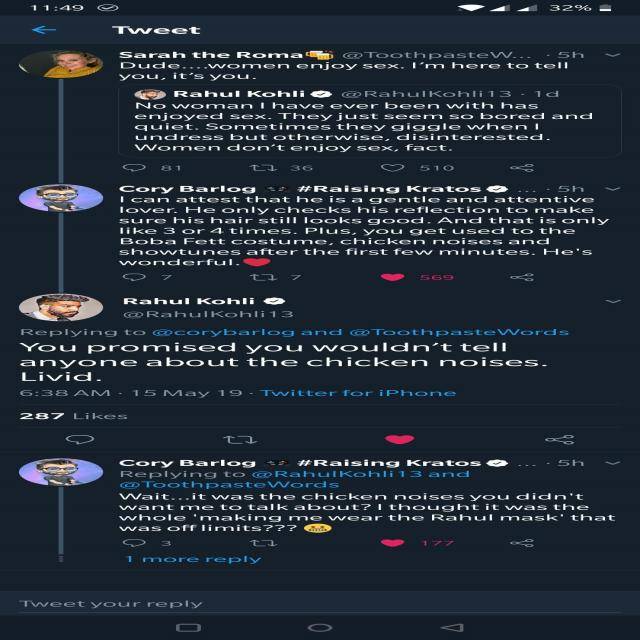 11:49
32%
Tweet
Sarah the Roma @ToothpasteW... · 5h
Dude....women enjoy sex. I'm here to tell
you, it's you.
Rahul Kohli @RahulKohli13 · 1d
No woman I have ever been with has
enjoyed sex. They just seem so bored and
quiet. Sometimes they giggle when I
undress but otherwise, disinterested.
Women don't enjoy sex, fact.
81 36 510
Cory Barlog 👀 #Raising Kratos ... · 5h
I can attest that he is a gentle and attentive
lover. He only checks his reflection to make
sure his hair still looks good. And that is only
like 3 or 4 times. Plus, you get used to the
Boba Fett costume, chicken noises and
showtunes after the first few minutes. He's
wonderful.❤️
7 7 569
Rahul Kohli
@RahulKohli13
Replying to @corybarlog and @ToothpasteWords
You promised you wouldn't tell
anyone about the chicken noises.
Livid.
6:38 AM · 15 May 19 · Twitter for iPhone
287 Likes
Cory Barlog 👀 #Raising Kratos ... · 5h
Replying to @RahulKohli13 and
@ToothpasteWords
Wait...it was the chicken noises you didn't
want me to talk about? I thought it was the
whole 'making me wear the Rahul mask' that
was off limits???
3 177
1 more reply
Tweet your reply